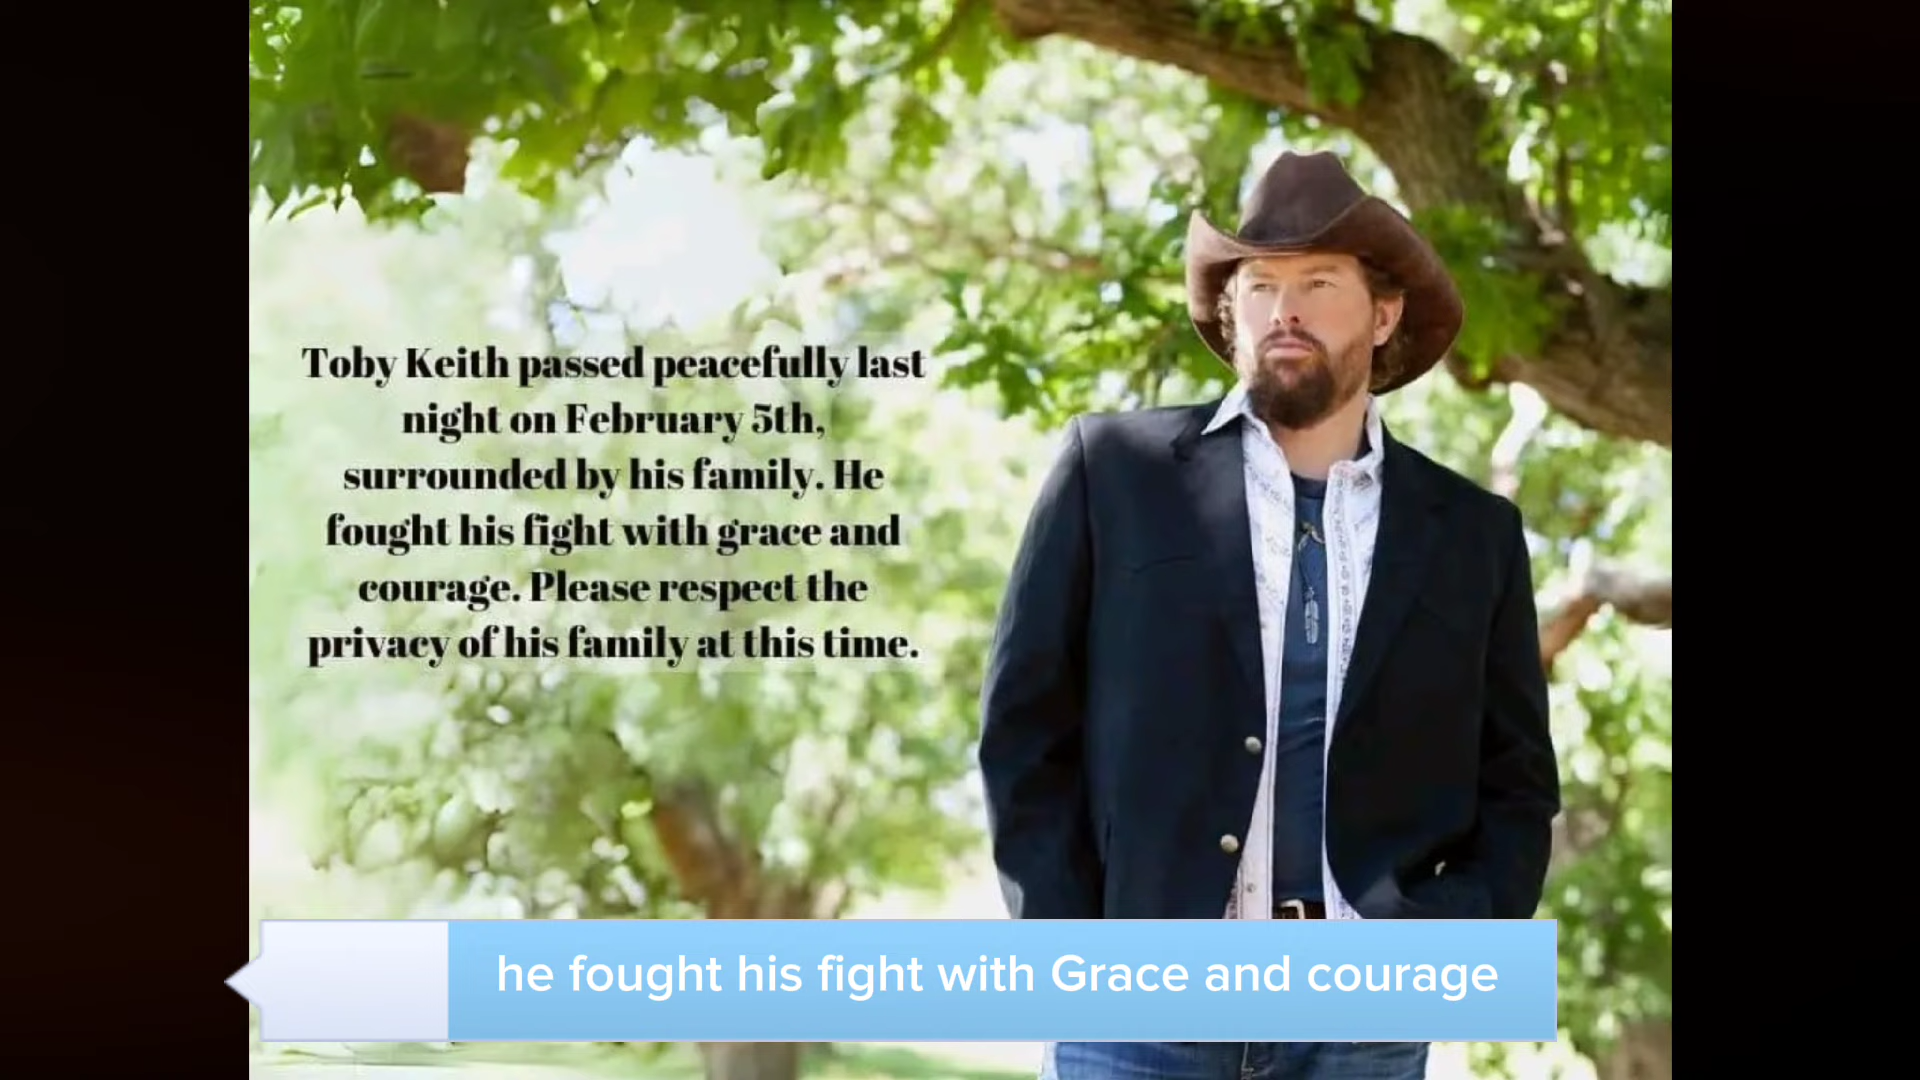 Toby Keith passed peacefully last
night on February 5th,
surrounded by his family. He
fought his fight with grace and
courage. Please respect the
privacy of his family at this time.
he fought his fight with Grace and courage